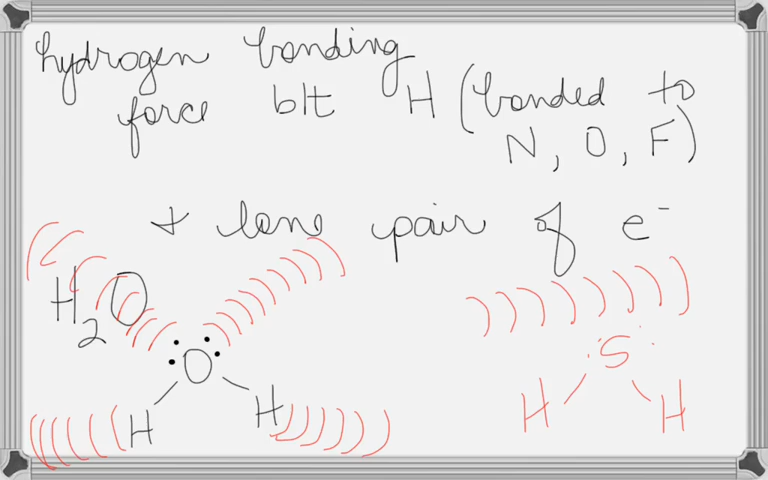 hydrogen bonding
force b/t H (bonded to
N, O, F)
+ lone pair of e⁻
H₂O
O
H H
S
H H